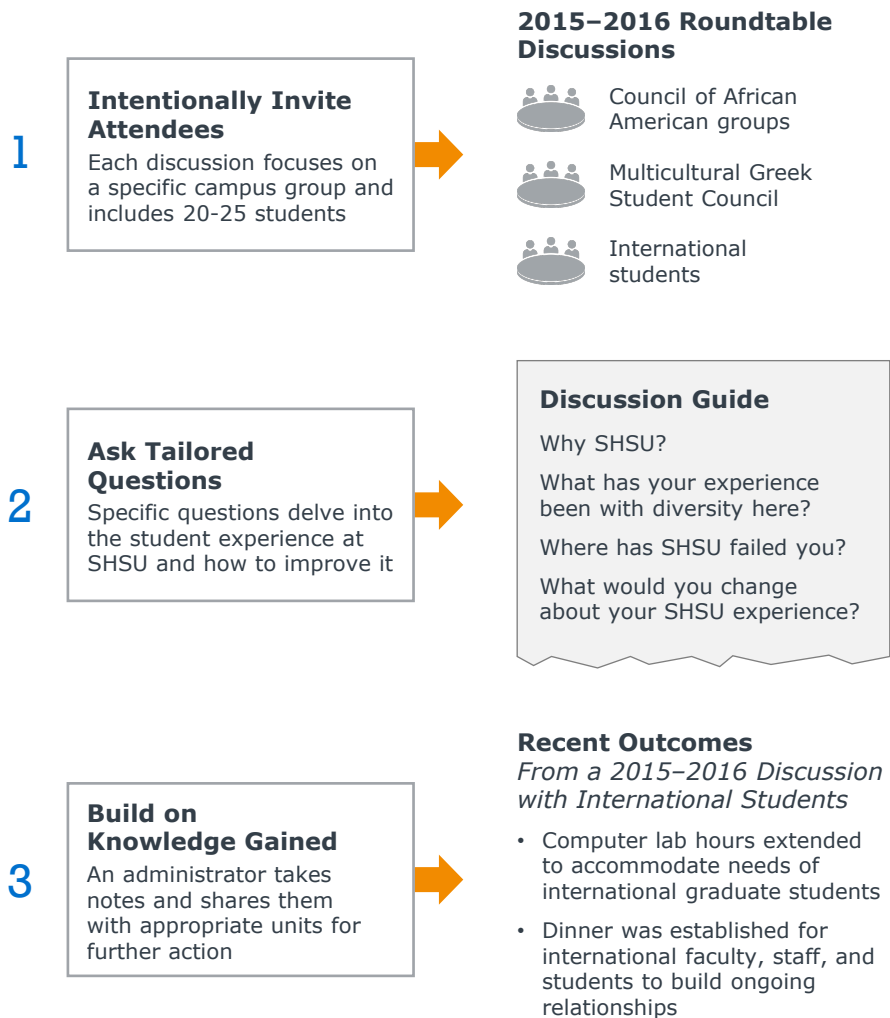 1
Intentionally Invite
Attendees
Each discussion focuses on
a specific campus group and
includes 20-25 students
2015–2016 Roundtable
Discussions
Council of African
American groups
Multicultural Greek
Student Council
International
students
2
Ask Tailored
Questions
Specific questions delve into
the student experience at
SHSU and how to improve it
Discussion Guide
Why SHSU?
What has your experience
been with diversity here?
Where has SHSU failed you?
What would you change
about your SHSU experience?
3
Build on
Knowledge Gained
An administrator takes
notes and shares them
with appropriate units for
further action
Recent Outcomes
From a 2015–2016 Discussion
with International Students
• Computer lab hours extended
to accommodate needs of
international graduate students
• Dinner was established for
international faculty, staff, and
students to build ongoing
relationships